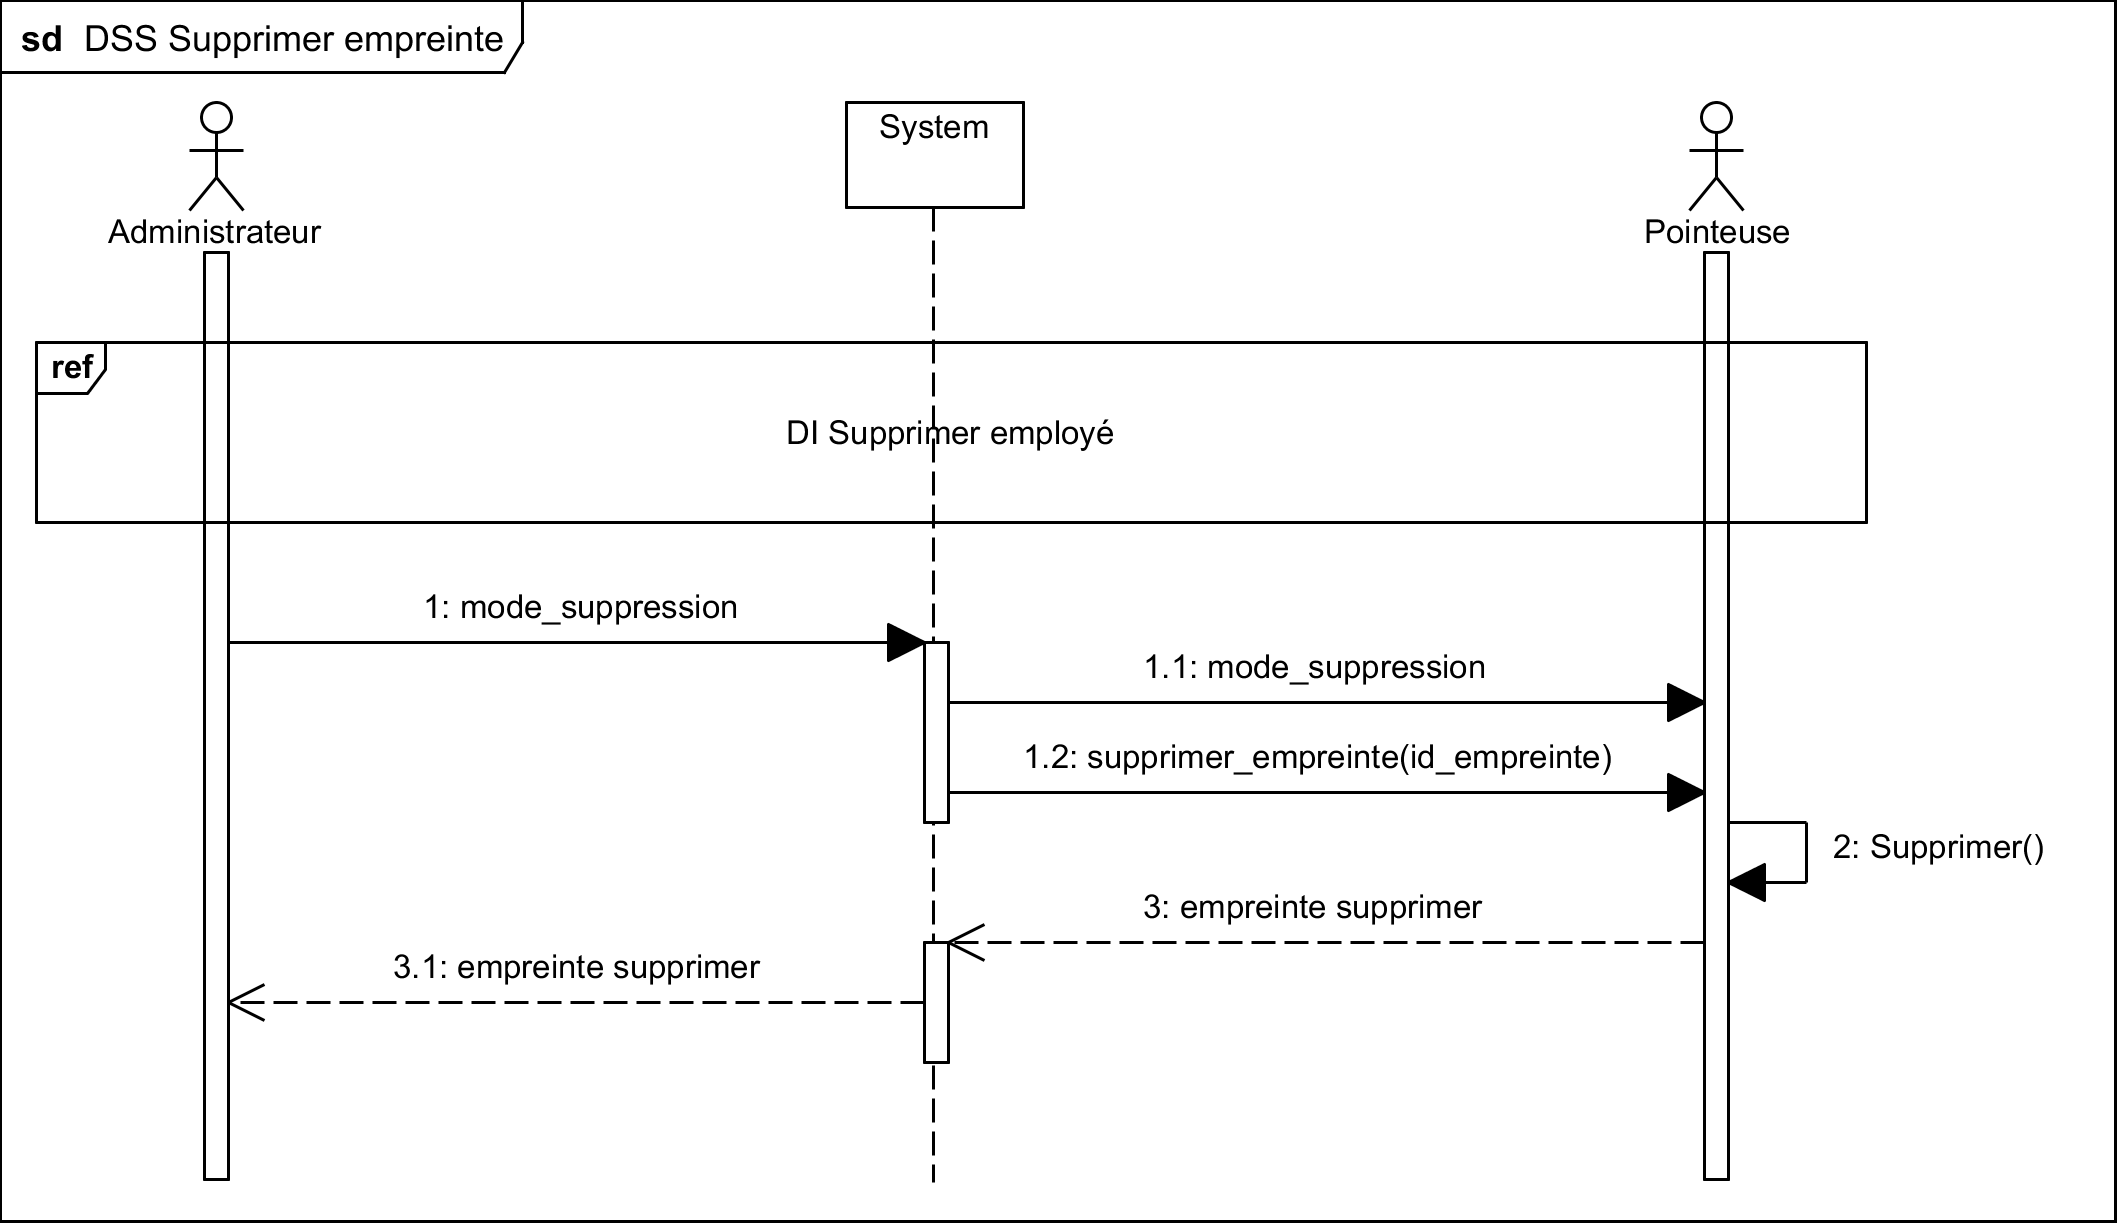 sd DSS Supprimer empreinte
System
Administrateur
Pointeuse
ref
DI Supprimer employé
1: mode_suppression
1.1: mode_suppression
1.2: supprimer_empreinte(id_empreinte)
2: Supprimer()
3: empreinte supprimer
3.1: empreinte supprimer